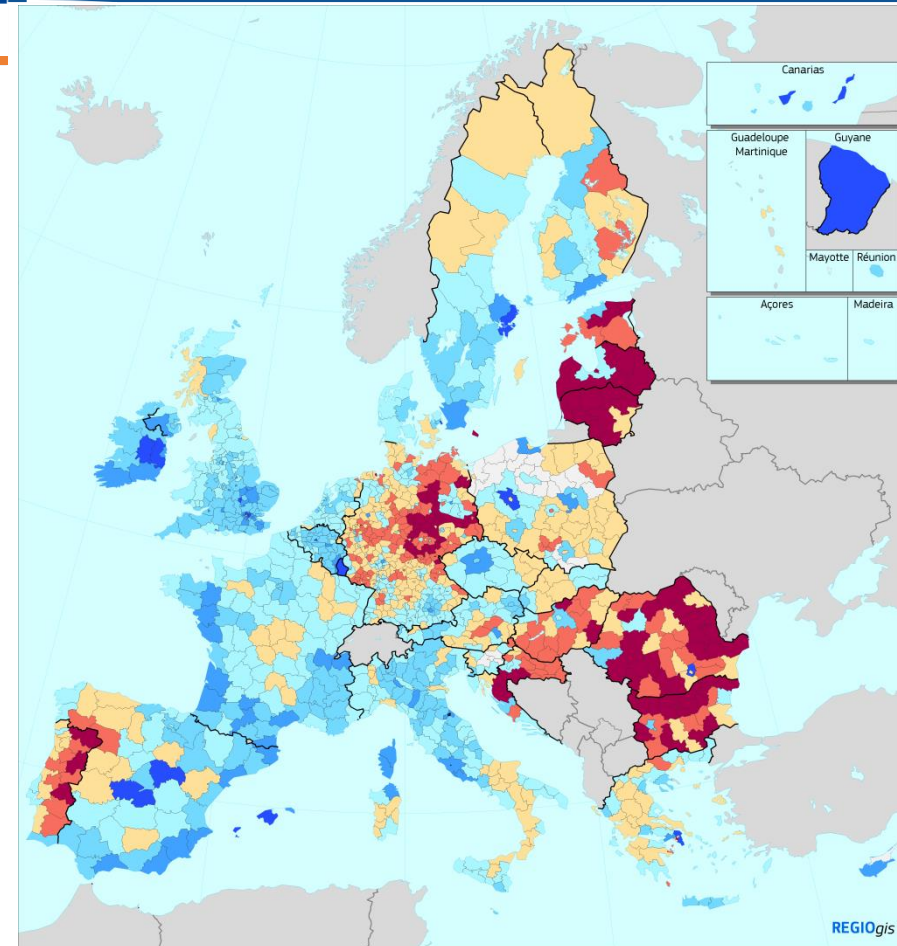 Canarias
Guadeloupe
Martinique
Guyane
Mayotte
Réunion
Açores
Madeira
REGIOgis